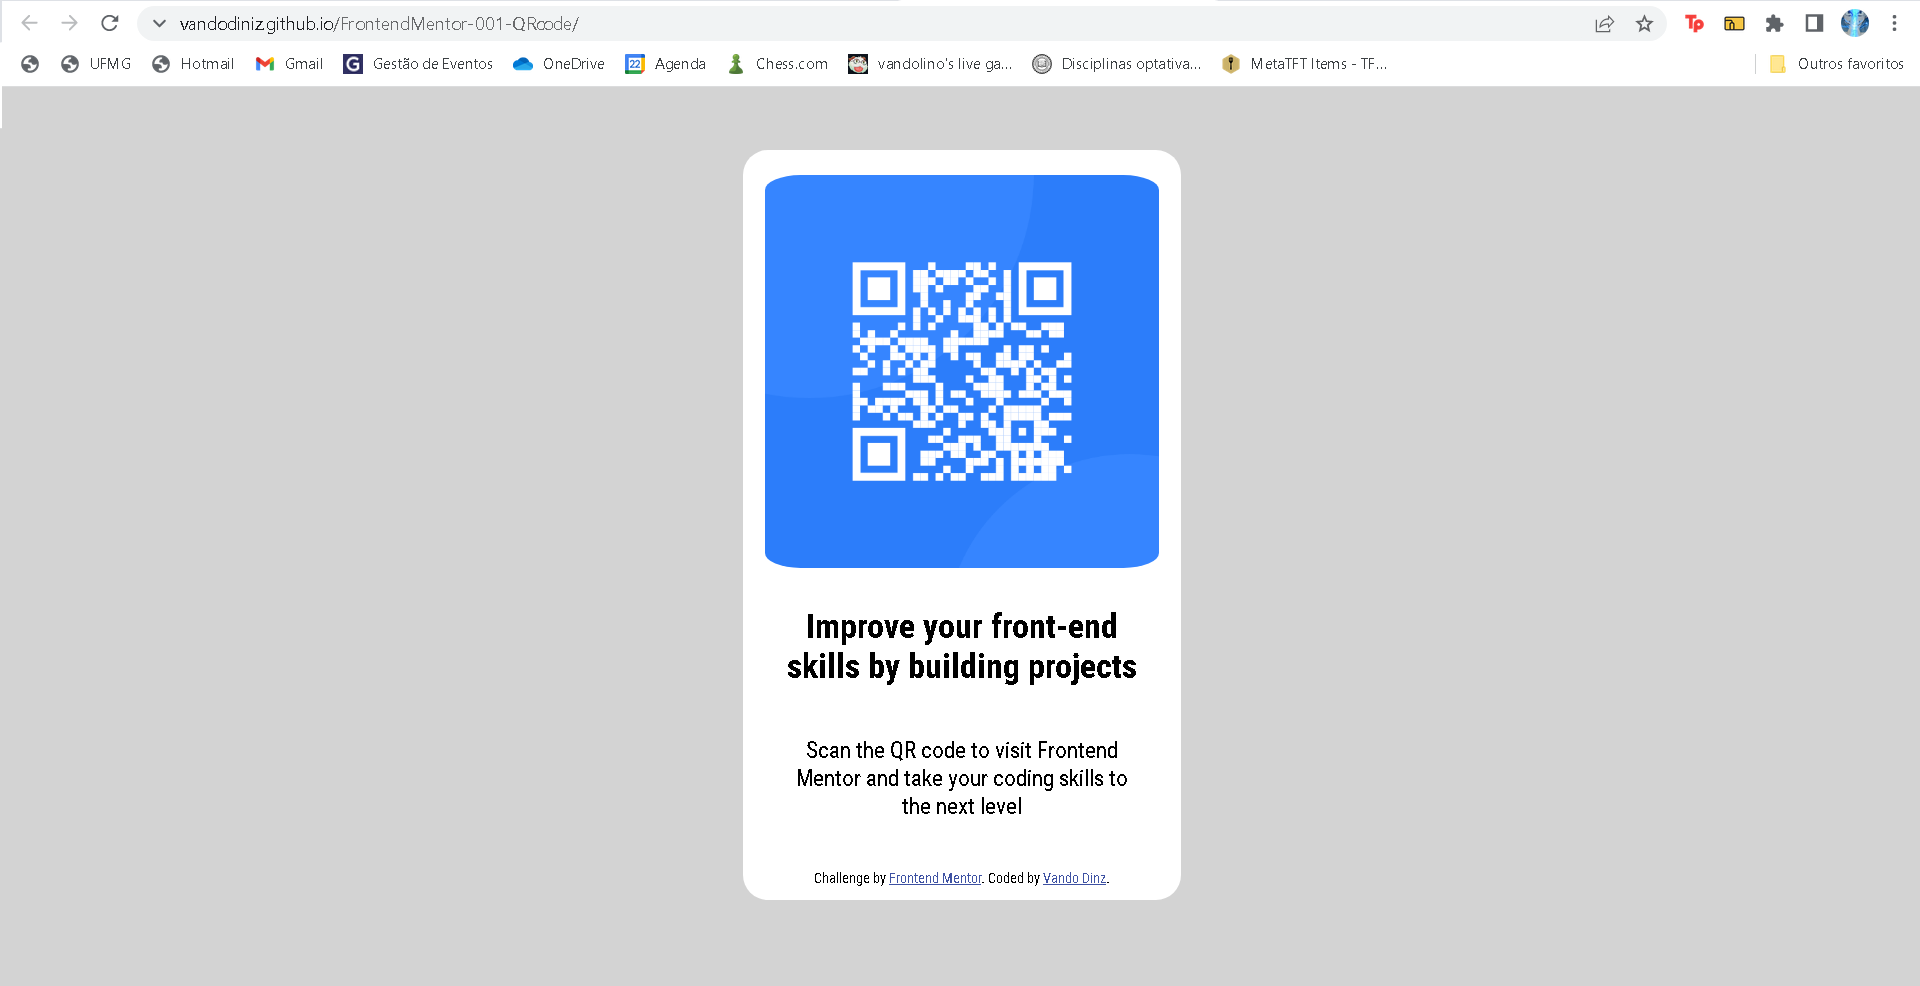 vandodiniz.github.io/FrontendMentor-001-QRcode/
Tp
UFMG Hotmail Gmail G Gestão de Eventos OneDrive 22 Agenda Chess.com vandolino's live ga... Disciplinas optativa... MetaTFT Items - TF... Outros favoritos
Improve your front-end
skills by building projects
Scan the QR code to visit Frontend
Mentor and take your coding skills to
the next level
Challenge by Frontend Mentor. Coded by Vando Dinz.